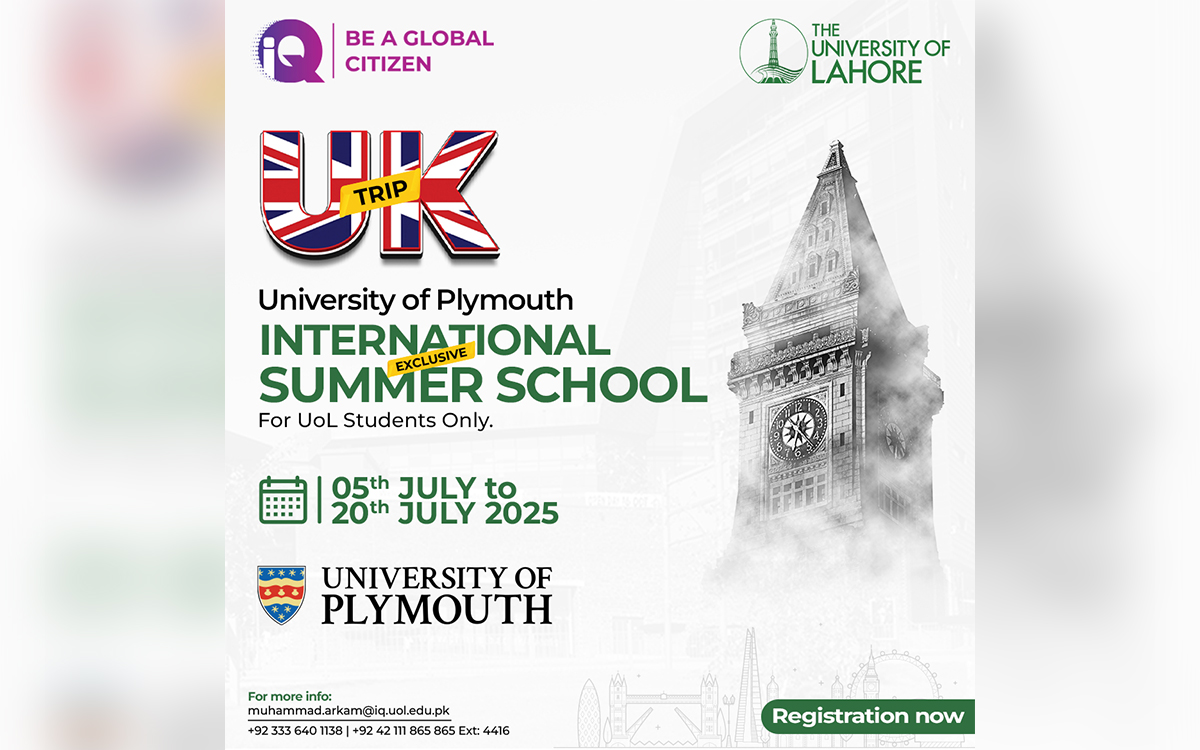 iQ
BE A GLOBAL
CITIZEN
THE
UNIVERSITY OF
LAHORE
UK
TRIP
University of Plymouth
INTERNATIONAL
EXCLUSIVE
SUMMER SCHOOL
For UoL Students Only.
05th JULY to
20th JULY 2025
UNIVERSITY OF
PLYMOUTH
For more info:
muhammad.arkam@iq.uol.edu.pk
+92 333 640 1138 | +92 42 111 865 865 Ext: 4416
Registration now